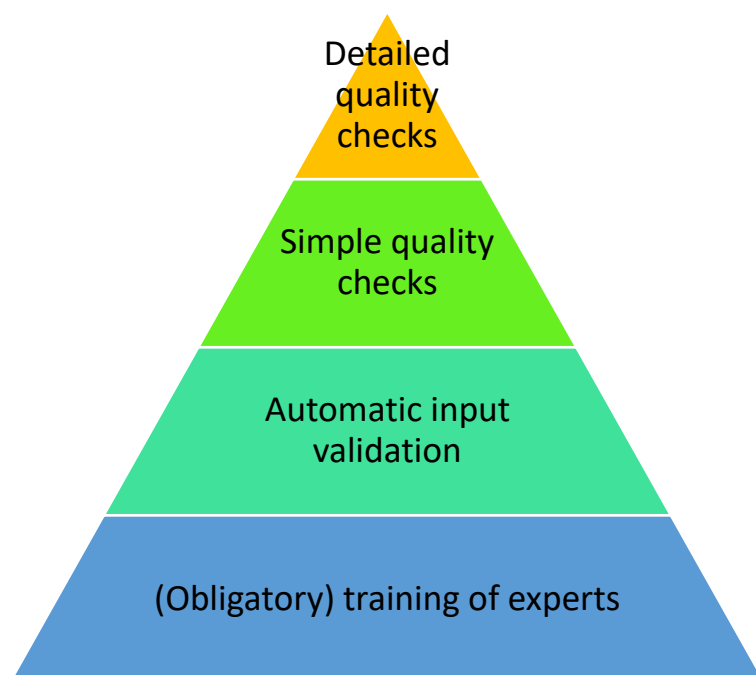 Detailed
quality
checks
Simple quality
checks
Automatic input
validation
(Obligatory) training of experts